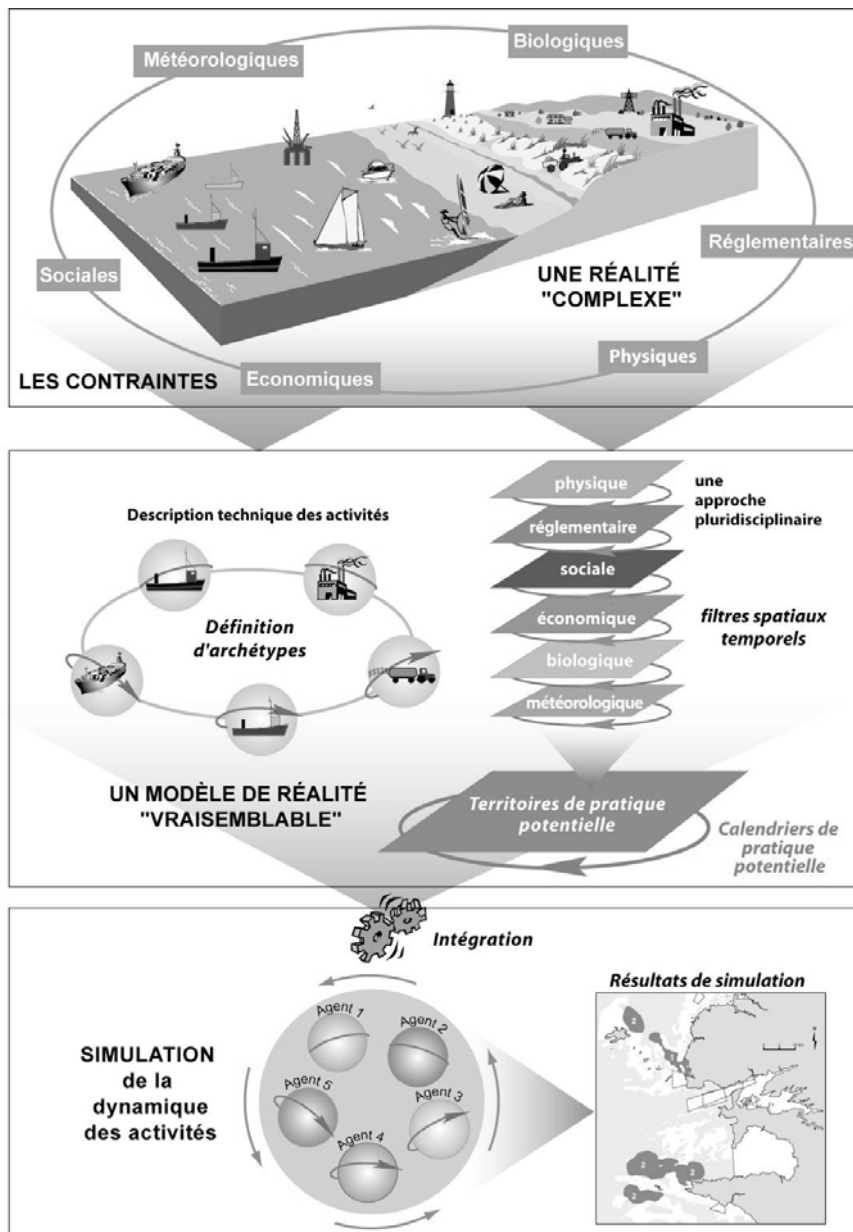 Météorologiques
Biologiques
Sociales
Réglementaires
UNE RÉALITÉ
"COMPLEXE"
Physiques
LES CONTRAINTES
Economiques
Description technique des activités
Définition
d'archétypes
UN MODÈLE DE RÉALITÉ
"VRAISEMBLABLE"
physique
réglementaire
sociale
économique
biologique
météorologique
une
approche
pluridisciplinaire
filtres spatiaux
temporels
Territoires de pratique
potentielle
Calendriers de
pratique
potentielle
Intégration
SIMULATION
de la
dynamique
des activités
Agent 1
Agent 2
Agent 3
Agent 4
Agent 5
Résultats de simulation
2
2
2